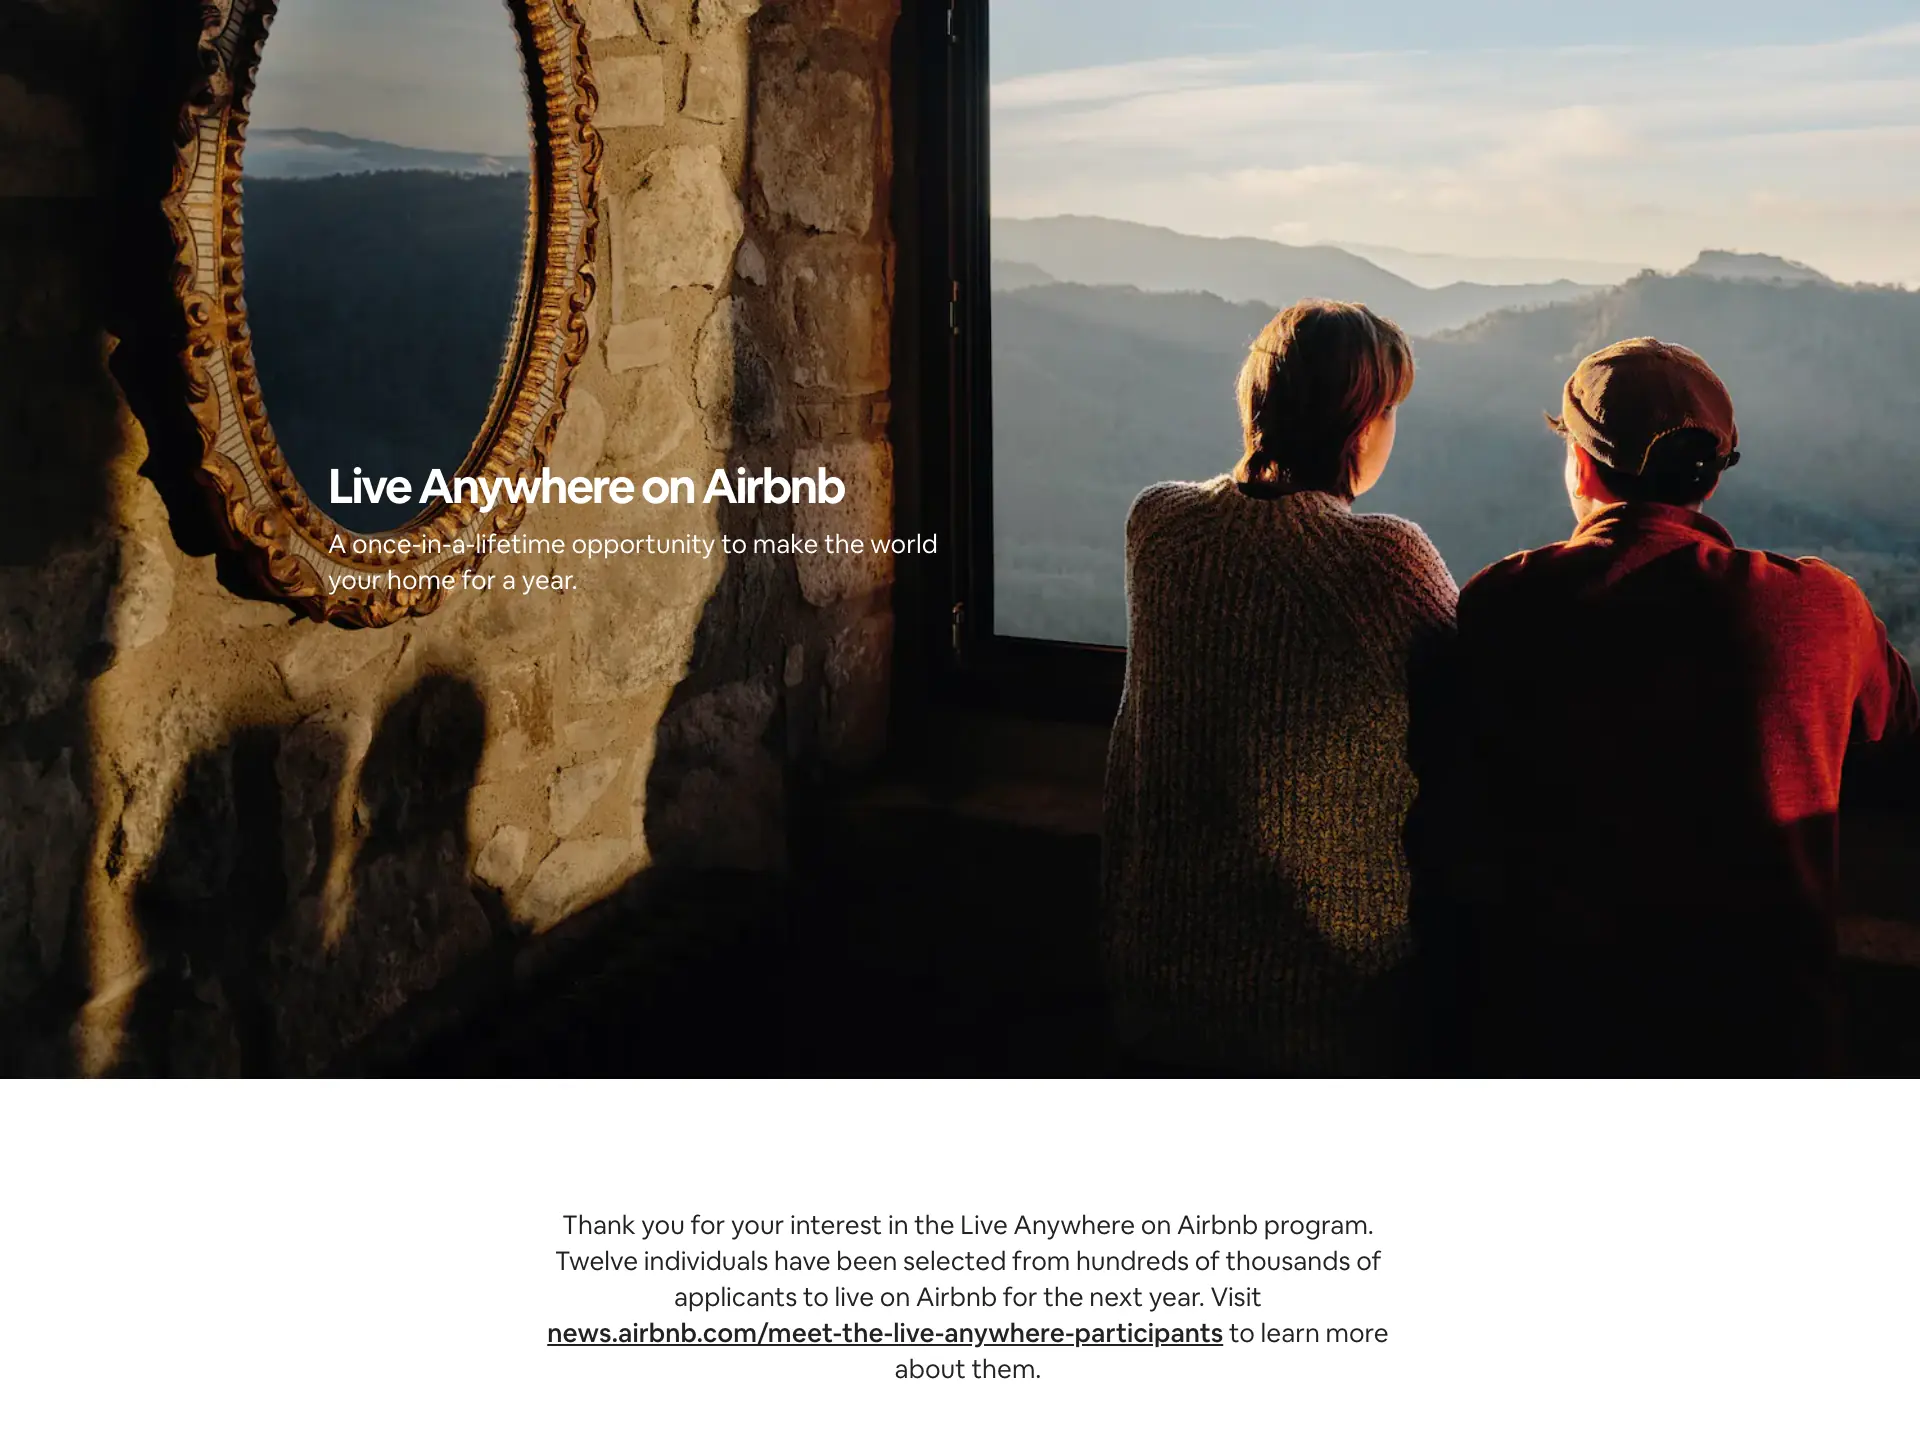 Live Anywhere on Airbnb
A once-in-a-lifetime opportunity to make the world
your home for a year.
Thank you for your interest in the Live Anywhere on Airbnb program.
Twelve individuals have been selected from hundreds of thousands of
applicants to live on Airbnb for the next year. Visit
news.airbnb.com/meet-the-live-anywhere-participants to learn more
about them.